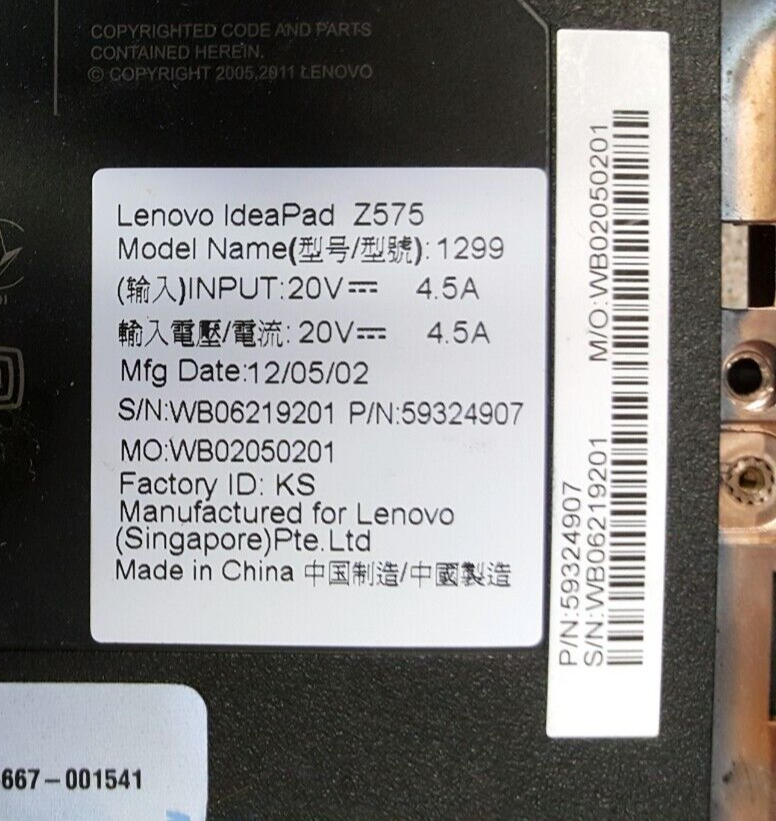 COPYRIGHTED CODE AND PARTS
CONTAINED HEREIN.
© COPYRIGHT 2005,2011 LENOVO
Lenovo IdeaPad Z575
Model Name(型号/型號): 1299
(输入)INPUT:20V⎓ 4.5A
輸入電壓/電流: 20V⎓ 4.5A
Mfg Date:12/05/02
S/N:WB06219201 P/N:59324907
MO:WB02050201
Factory ID: KS
Manufactured for Lenovo
(Singapore)Pte.Ltd
Made in China 中国制造/中國製造
P/N:59324907
S/N:WB06219201 M/O:WB02050201
667-001541